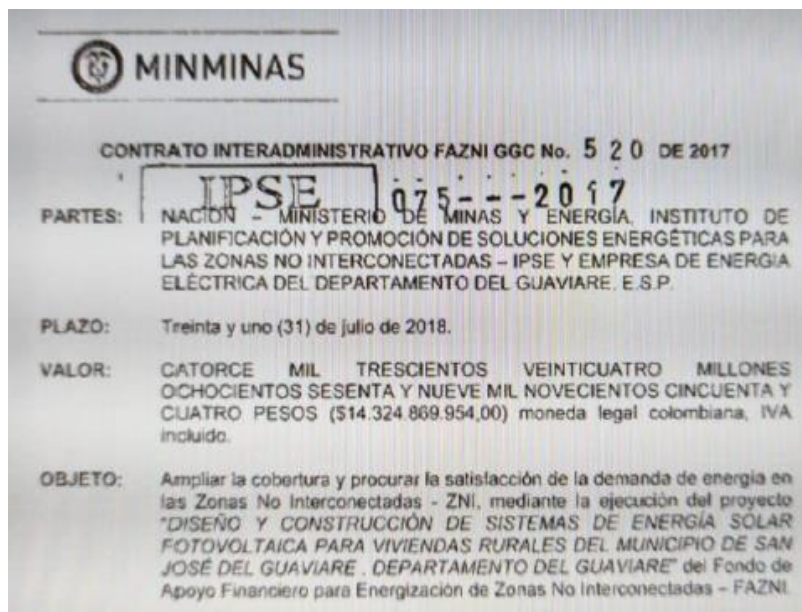 MINMINAS
CONTRATO INTERADMINISTRATIVO FAZNI GGC No. 520 DE 2017
IPSE 075---2017
PARTES: NACIÓN - MINISTERIO DE MINAS Y ENERGÍA, INSTITUTO DE
PLANIFICACIÓN Y PROMOCIÓN DE SOLUCIONES ENERGÉTICAS PARA
LAS ZONAS NO INTERCONECTADAS – IPSE Y EMPRESA DE ENERGIA
ELÉCTRICA DEL DEPARTAMENTO DEL GUAVIARE. E.S.P.
PLAZO: Treinta y uno (31) de julio de 2018.
VALOR: CATORCE MIL TRESCIENTOS VEINTICUATRO MILLONES
OCHOCIENTOS SESENTA Y NUEVE MIL NOVECIENTOS CINCUENTA Y
CUATRO PESOS ($14.324.869.954,00) moneda legal colombiana, IVA
incluido.
OBJETO: Ampliar la cobertura y procurar la satisfacción de la demanda de energía en
las Zonas No Interconectadas - ZNI, mediante la ejecución del proyecto
"DISEÑO Y CONSTRUCCIÓN DE SISTEMAS DE ENERGÍA SOLAR
FOTOVOLTAICA PARA VIVIENDAS RURALES DEL MUNICIPIO DE SAN
JOSÉ DEL GUAVIARE . DEPARTAMENTO DEL GUAVIARE" del Fondo de
Apoyo Financiero para Energización de Zonas No Interconectadas – FAZNI.